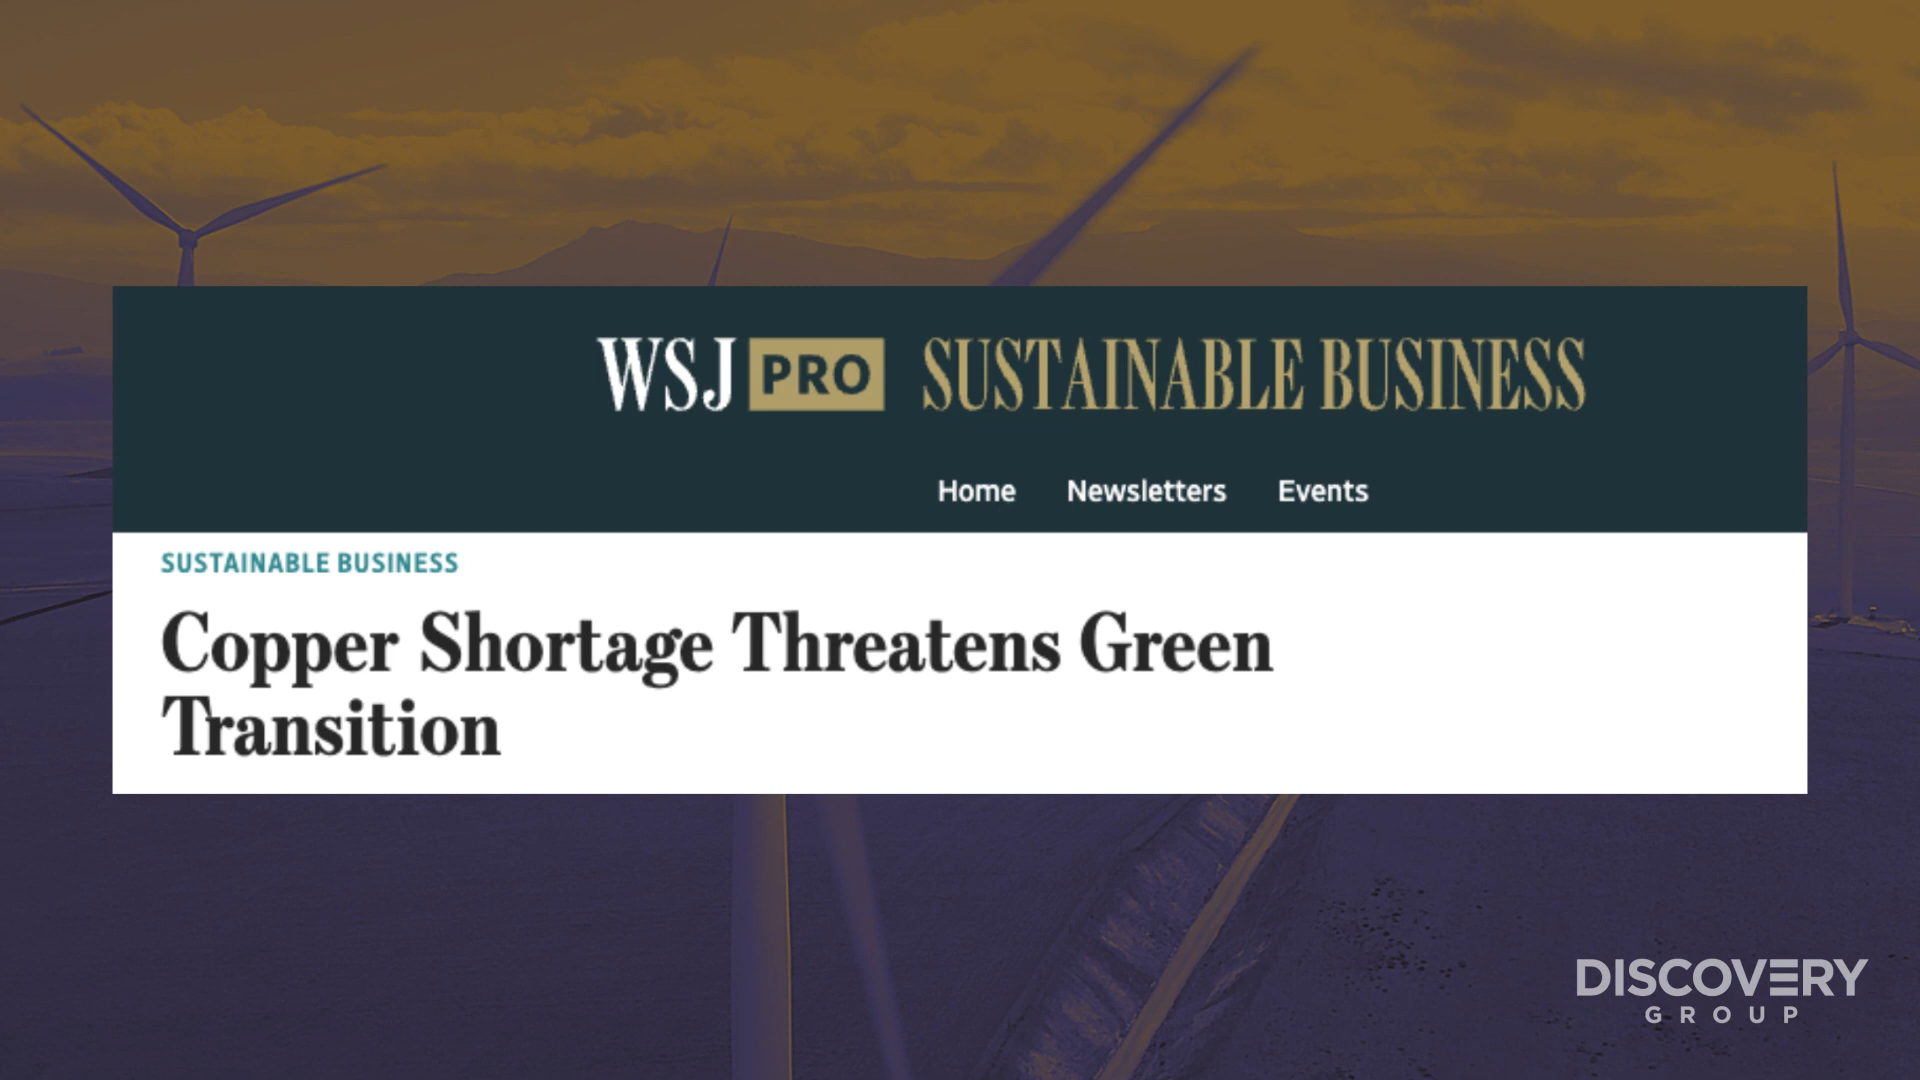 WSJ PRO SUSTAINABLE BUSINESS
Home Newsletters Events
SUSTAINABLE BUSINESS
Copper Shortage Threatens Green
Transition
DISCOVERY
GROUP